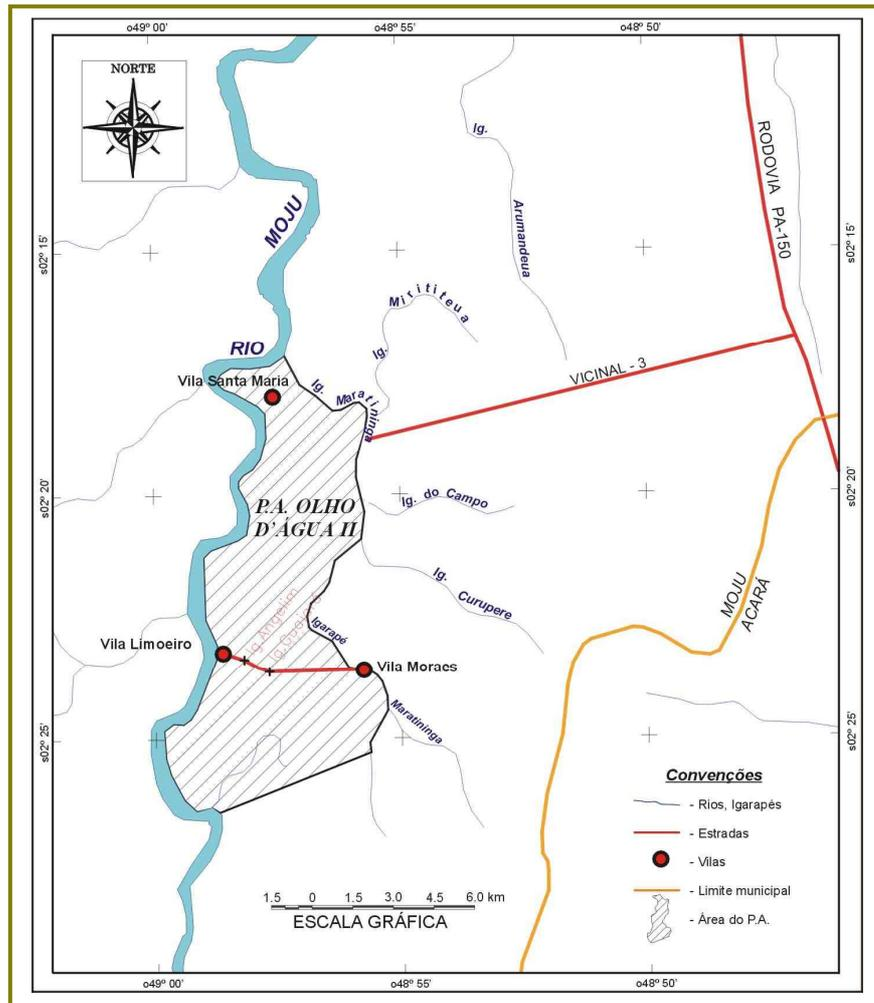 o49º 00'
o48º 55'
o48º 50'
NORTE
RODOVIA PA-150
Ig.
Arumandeua
MOJU
s02º 15'
s02º 15'
Ig. Mirititeua
RIO
VICINAL - 3
Vila Santa Maria
Ig. Maratininga
s02º 20'
s02º 20'
Ig. do Campo
P.A. OLHO
D'ÁGUA II
Ig. Curupere
MOJU
ACARÁ
Ig. Angelim
Igarapé
Vila Limoeiro
Vila Moraes
Maratininga
s02º 25'
s02º 25'
Convenções
- Rios, Igarapés
- Estradas
- Vilas
- Limite municipal
- Área do P.A.
1.5 0 1.5 3.0 4.5 6.0 km
ESCALA GRÁFICA
o49º 00'
o48º 55'
o48º 50'